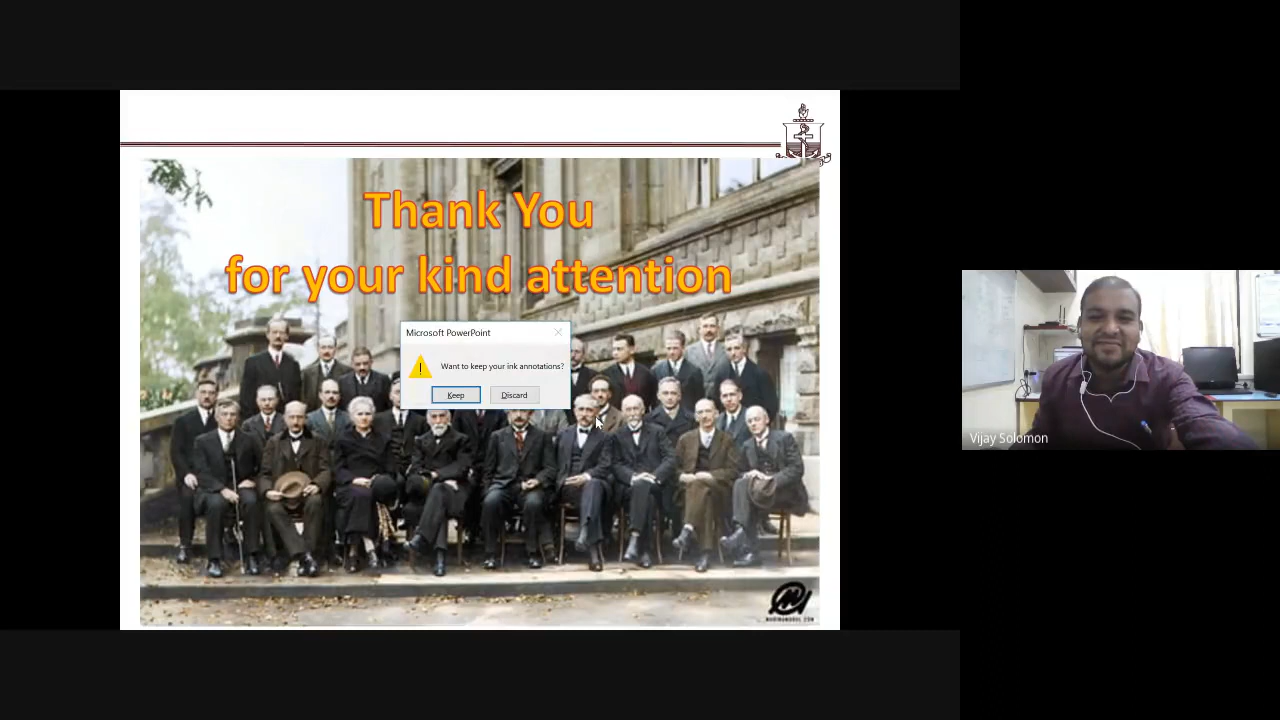 Thank You
for your kind attention
Microsoft PowerPoint
Want to keep your ink annotations?
Keep
Discard
Vijay Solomon